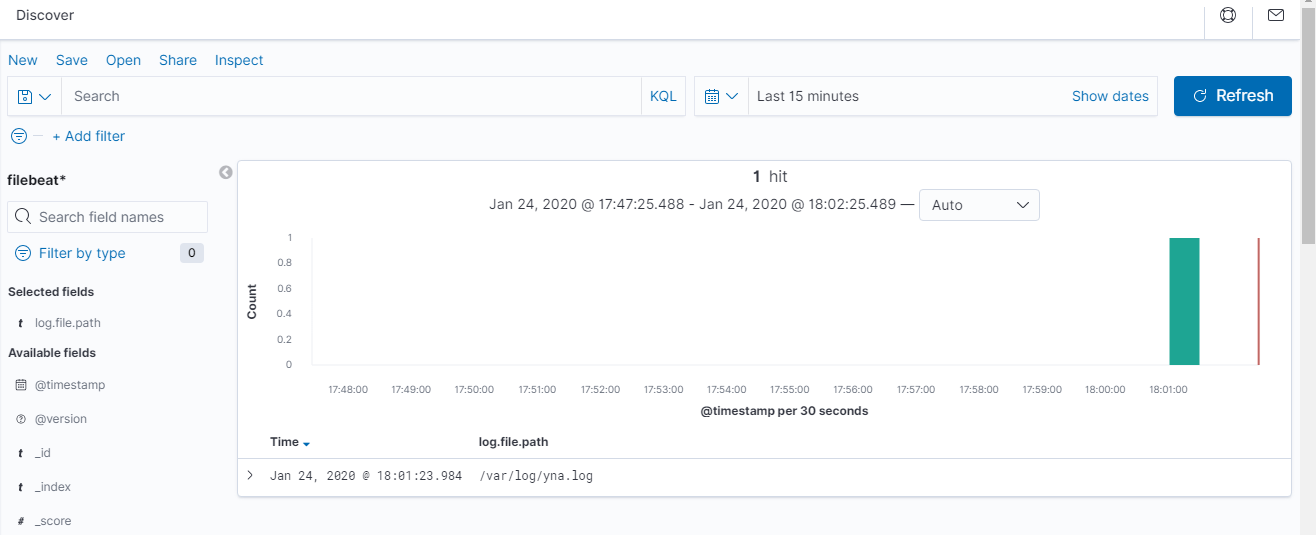 Discover
New Save Open Share Inspect
Search KQL Last 15 minutes Show dates Refresh
+ Add filter
filebeat*
Search field names
Filter by type 0
Selected fields
t log.file.path
Available fields
@timestamp
@version
t _id
t _index
# _score
1 hit
Jan 24, 2020 @ 17:47:25.488 - Jan 24, 2020 @ 18:02:25.489 — Auto
Count
1
0.8
0.6
0.4
0.2
0
17:48:00 17:49:00 17:50:00 17:51:00 17:52:00 17:53:00 17:54:00 17:55:00 17:56:00 17:57:00 17:58:00 17:59:00 18:00:00 18:01:00
@timestamp per 30 seconds
Time log.file.path
Jan 24, 2020 @ 18:01:23.984 /var/log/yna.log